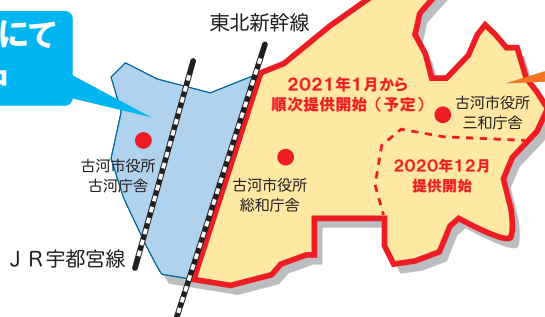 にて
東北新幹線
2021年1月から
順次提供開始（予定）
古河市役所
三和庁舎
古河市役所
古河庁舎
2020年12月
提供開始
古河市役所
総和庁舎
ＪＲ宇都宮線